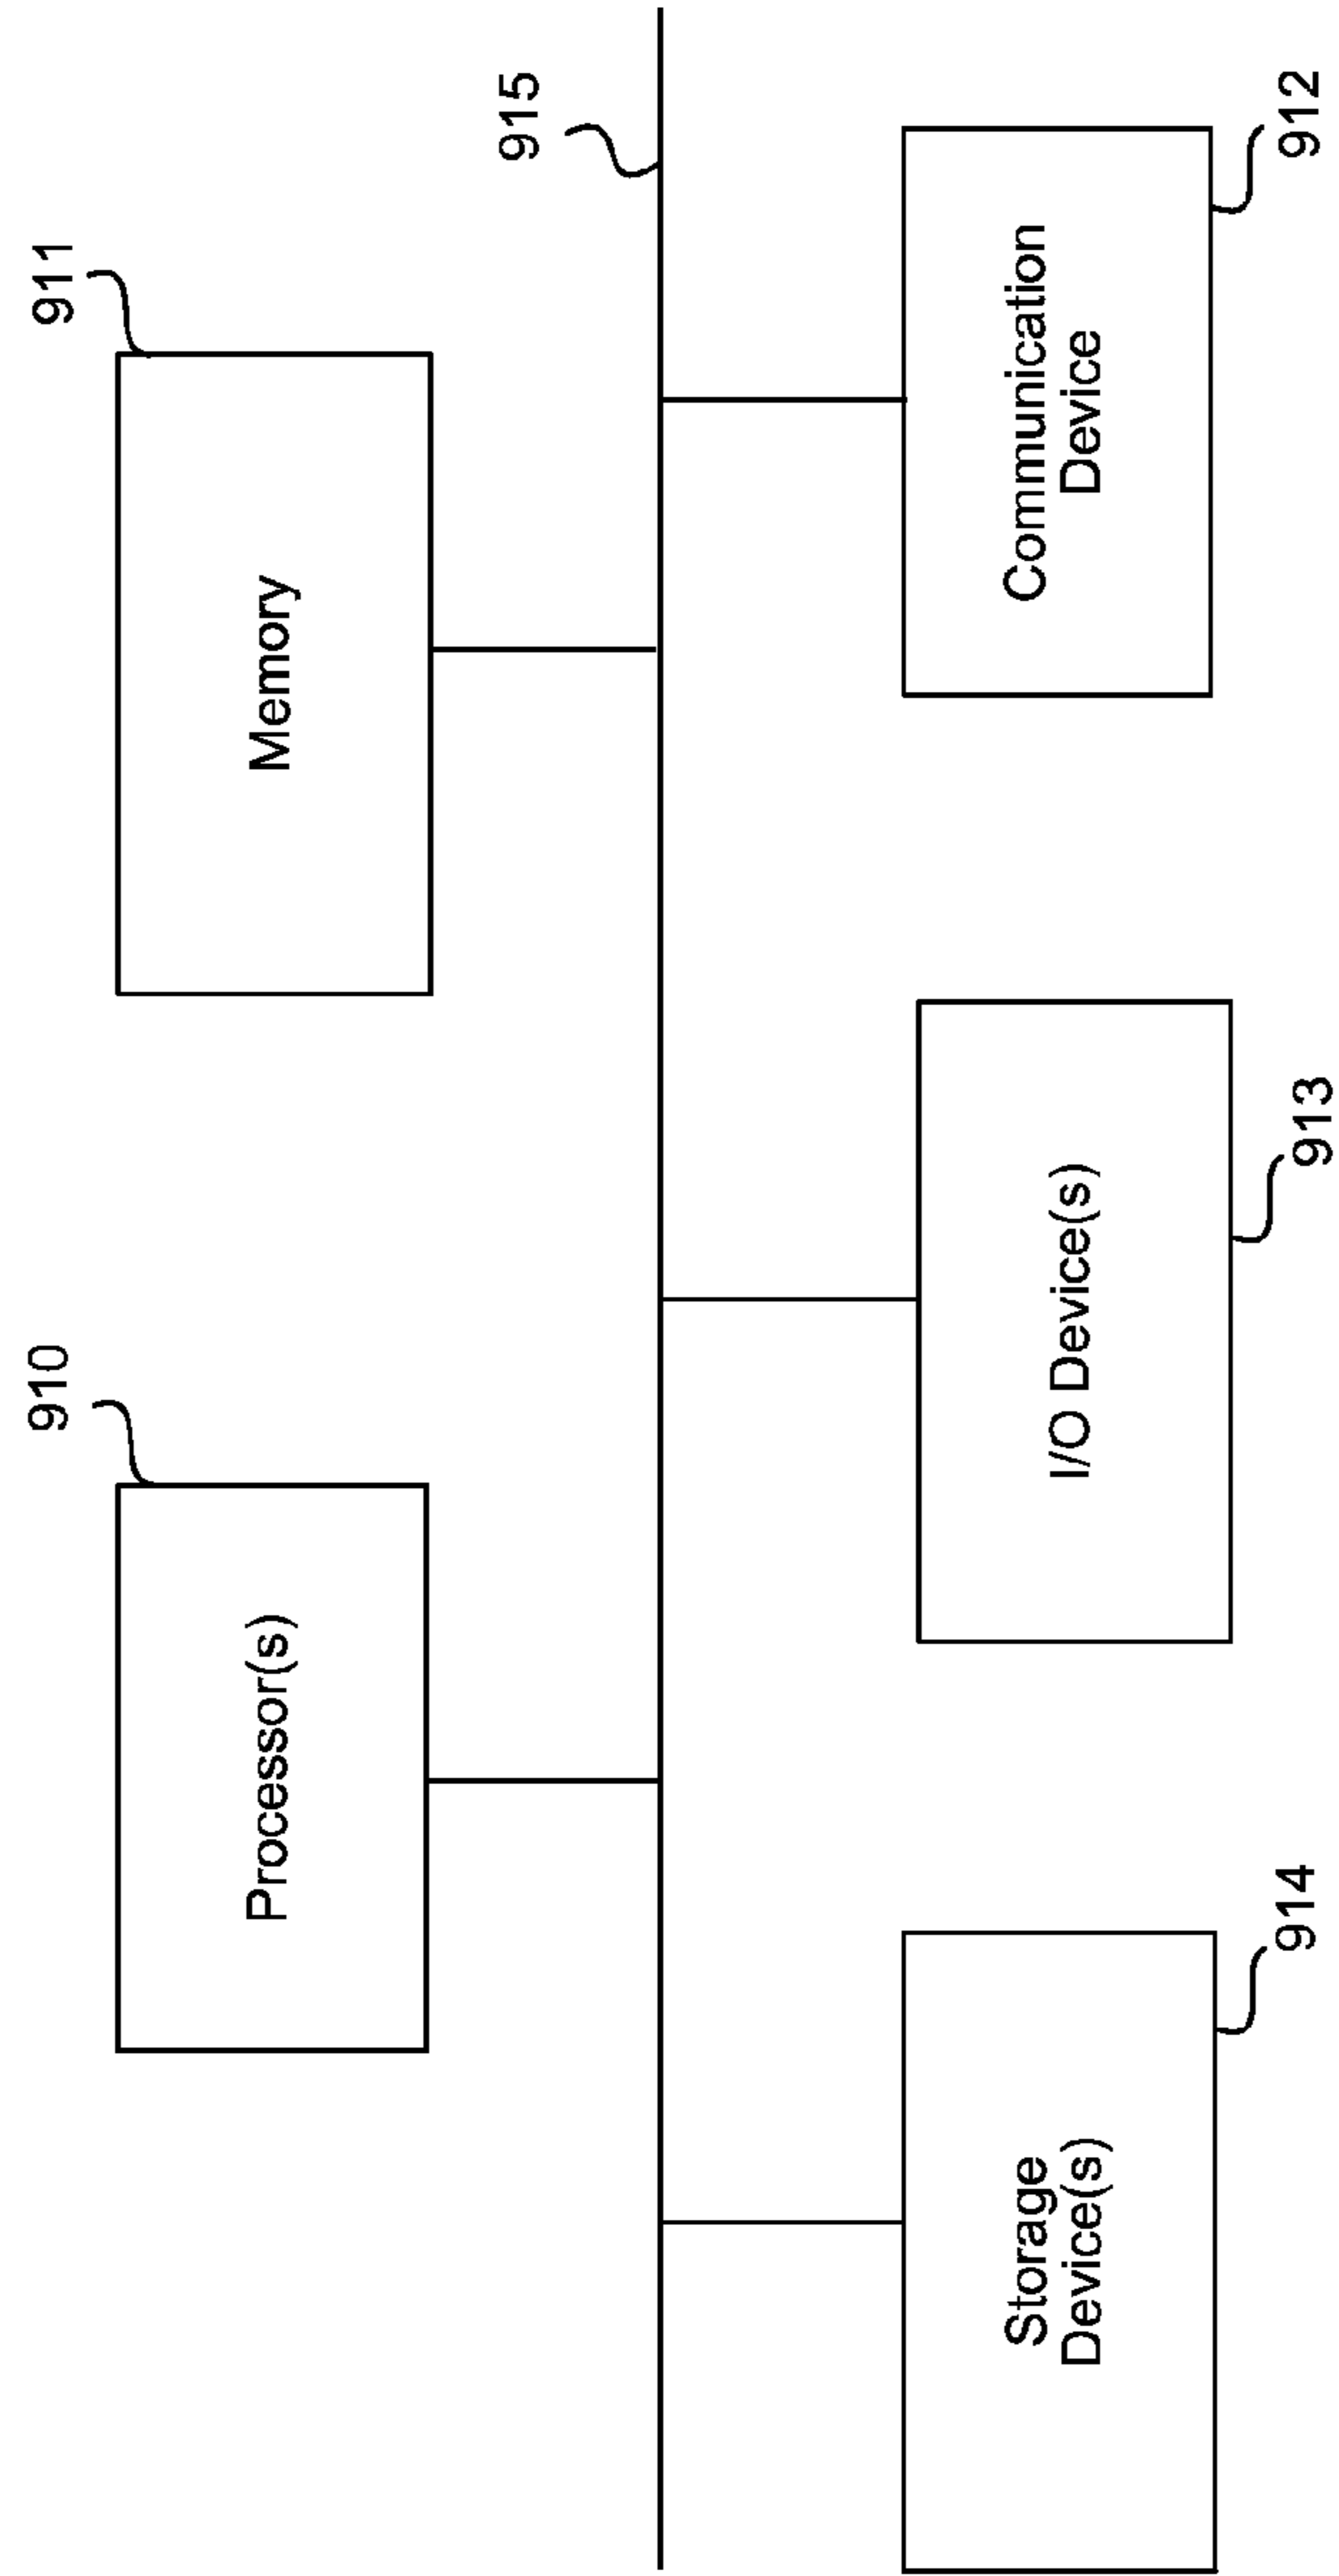 910
Processor(s)
911
Memory
915
Storage
Device(s)
914
I/O Device(s)
913
Communication
Device
912